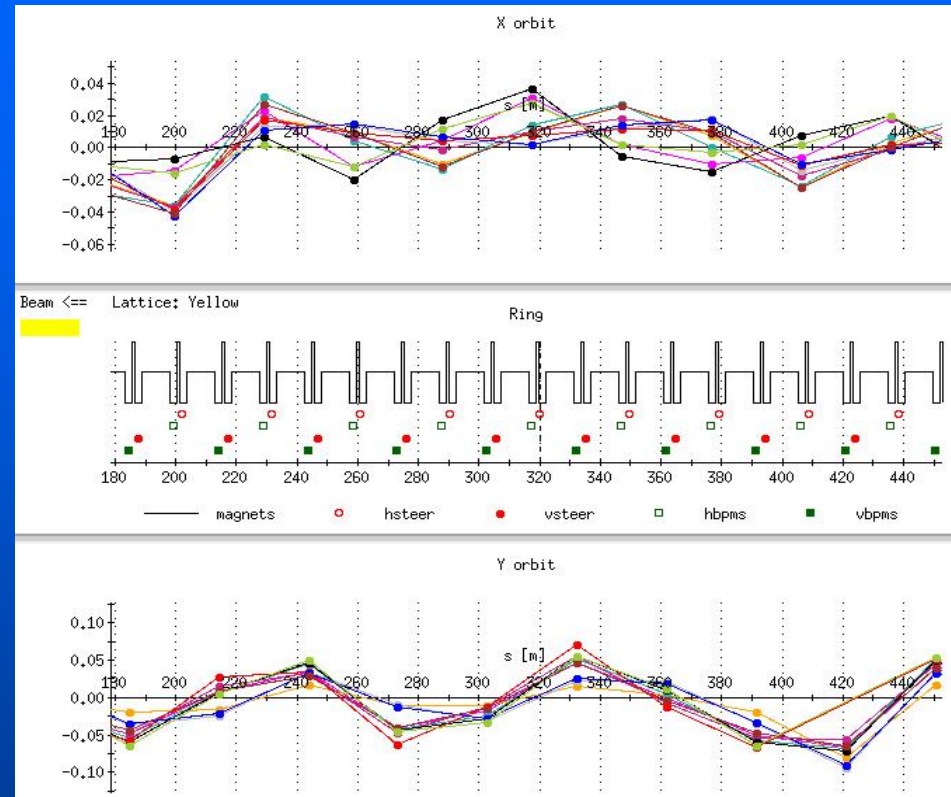 X orbit
0.04
0.02
s [m]
180 200 220 240 260 280 300 320 340 360 380 400 420 440
0.00
-0.02
-0.04
-0.06
Beam <== Lattice: Yellow
Ring
180 200 220 240 260 280 300 320 340 360 380 400 420 440
magnets hsteer vsteer hbpms vbpms
Y orbit
0.10
0.05
s [m]
180 200 220 240 260 280 300 320 340 360 380 400 420 440
0.00
-0.05
-0.10